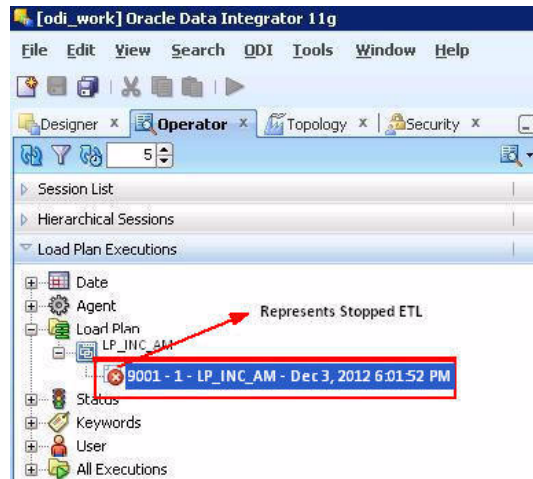 [odi_work] Oracle Data Integrator 11g
File Edit View Search ODI Tools Window Help
Designer x Operator x Topology x Security x
5
Session List
Hierarchical Sessions
Load Plan Executions
Date
Agent
Represents Stopped ETL
Load Plan
LP_INC_AM
9001 - 1 - LP_INC_AM - Dec 3, 2012 6:01:52 PM
Status
Keywords
User
All Executions